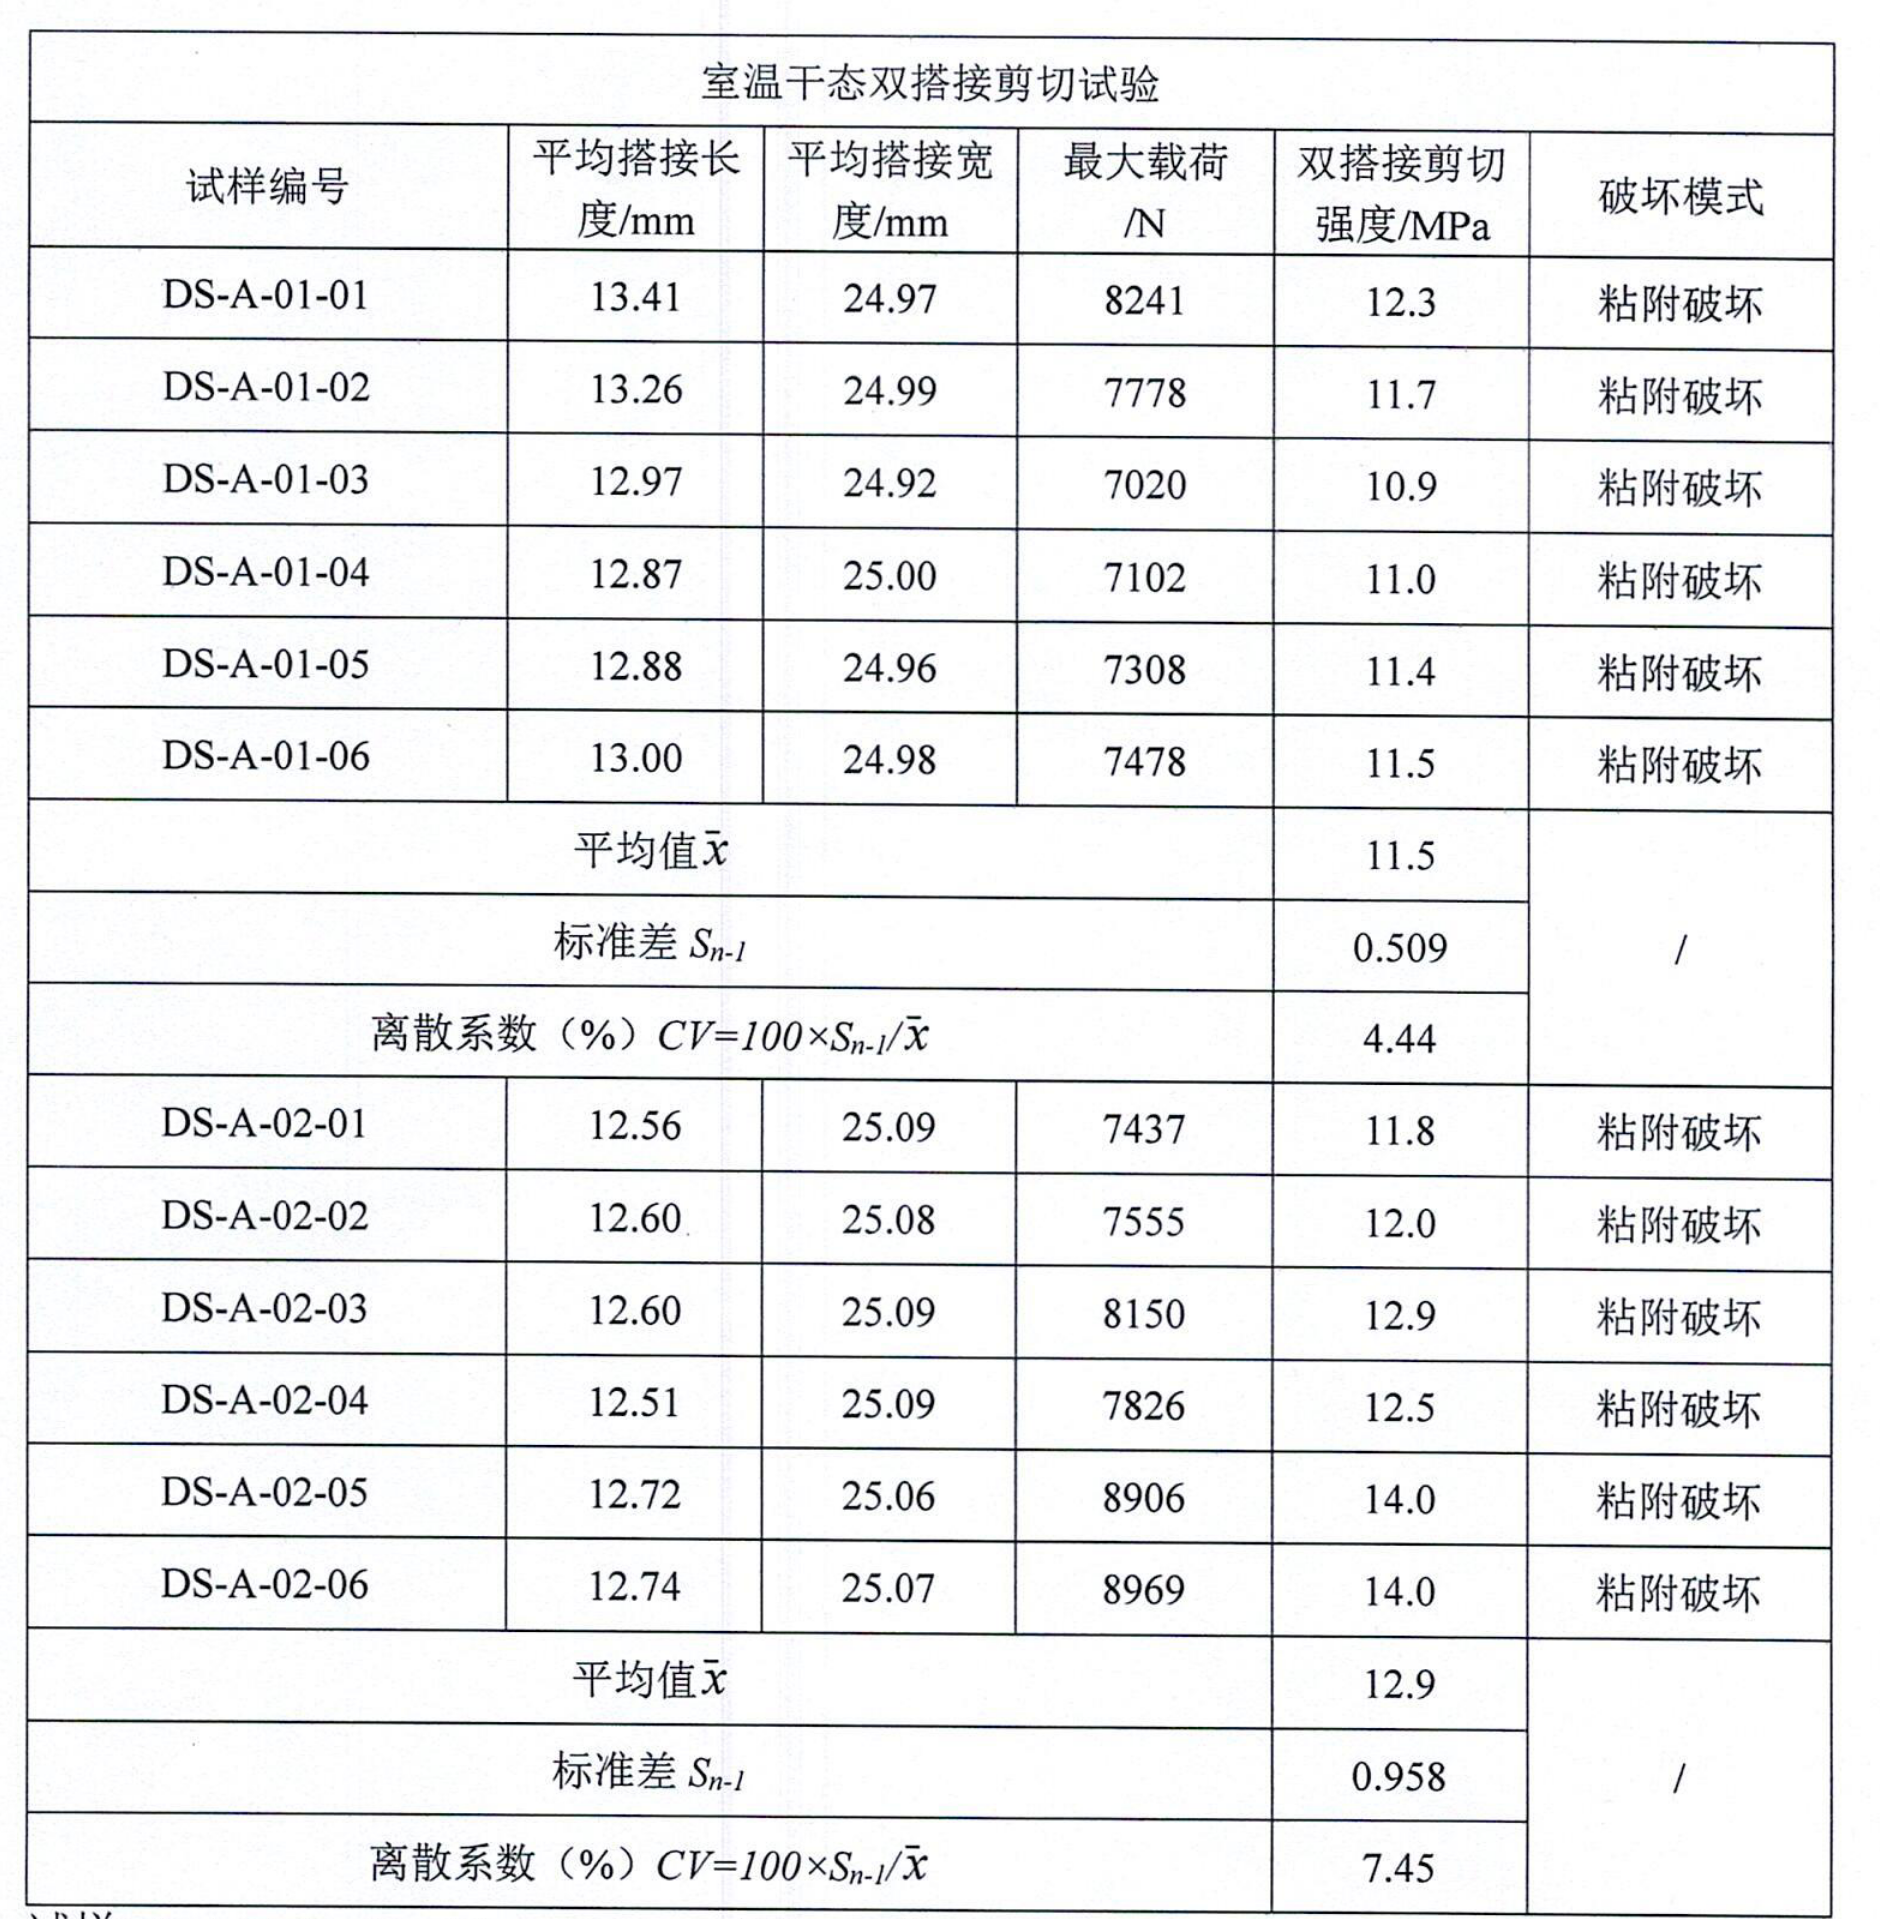 室温干态双搭接剪切试验
试样编号 平均搭接长度/mm 平均搭接宽度/mm 最大载荷/N 双搭接剪切强度/MPa 破坏模式
DS-A-01-01 13.41 24.97 8241 12.3 粘附破坏
DS-A-01-02 13.26 24.99 7778 11.7 粘附破坏
DS-A-01-03 12.97 24.92 7020 10.9 粘附破坏
DS-A-01-04 12.87 25.00 7102 11.0 粘附破坏
DS-A-01-05 12.88 24.96 7308 11.4 粘附破坏
DS-A-01-06 13.00 24.98 7478 11.5 粘附破坏
平均值x̄ 11.5
标准差 Sn-1 0.509 /
离散系数（%）CV=100×Sn-1/x̄ 4.44
DS-A-02-01 12.56 25.09 7437 11.8 粘附破坏
DS-A-02-02 12.60 25.08 7555 12.0 粘附破坏
DS-A-02-03 12.60 25.09 8150 12.9 粘附破坏
DS-A-02-04 12.51 25.09 7826 12.5 粘附破坏
DS-A-02-05 12.72 25.06 8906 14.0 粘附破坏
DS-A-02-06 12.74 25.07 8969 14.0 粘附破坏
平均值x̄ 12.9
标准差 Sn-1 0.958 /
离散系数（%）CV=100×Sn-1/x̄ 7.45